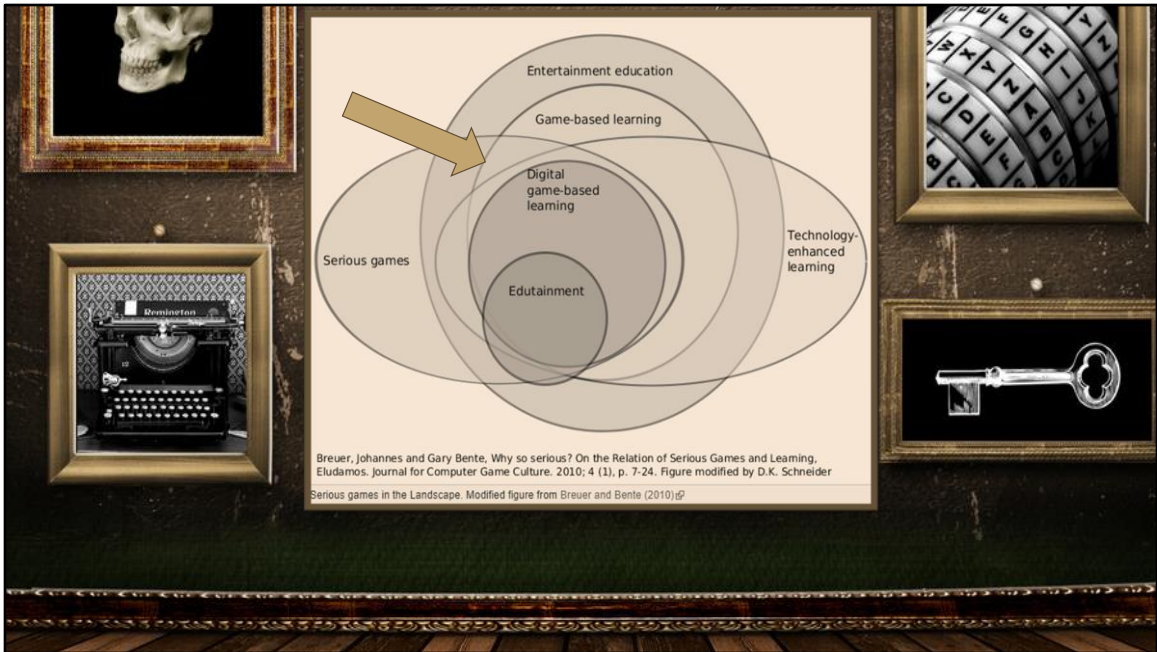 Entertainment education
Game-based learning
Digital
game-based
learning
Serious games
Technology-
enhanced
learning
Edutainment
Breuer, Johannes and Gary Bente, Why so serious? On the Relation of Serious Games and Learning,
Eludamos. Journal for Computer Game Culture. 2010; 4 (1), p. 7-24. Figure modified by D.K. Schneider
Serious games in the Landscape. Modified figure from Breuer and Bente (2010)
Remington